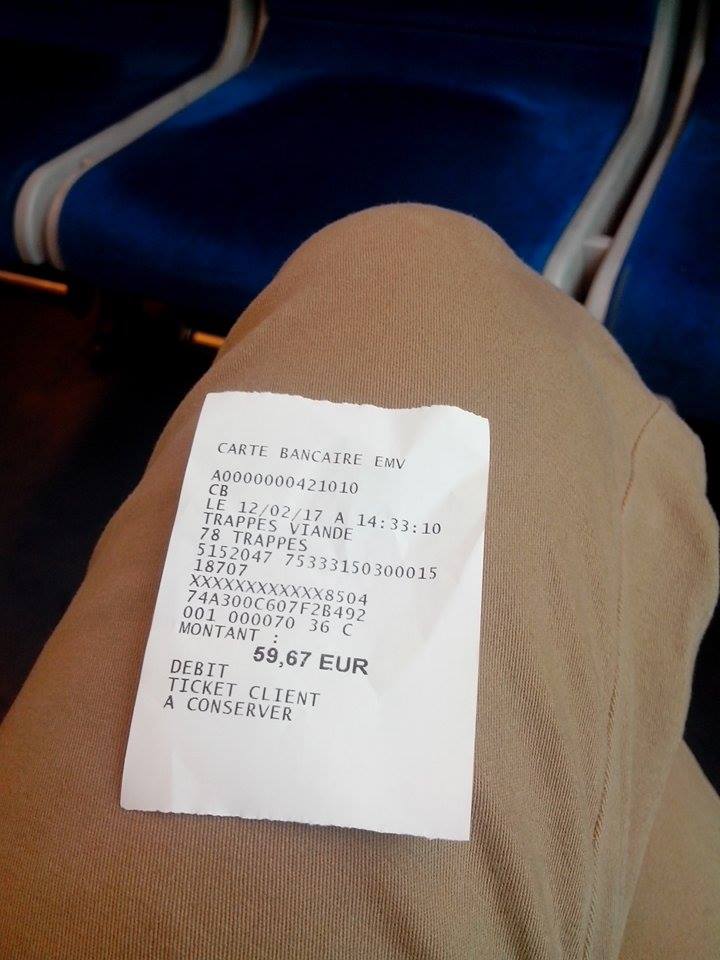 CARTE BANCAIRE EMV
A0000000421010
CB
LE 12/02/17 A 14:33:10
TRAPPES VIANDE
78 TRAPPES
5152047 75333150300015
18707
XXXXXXXXXXXX8504
74A300C607F2B492
001 000070 36 C
MONTANT :
59,67 EUR
DEBIT
TICKET CLIENT
A CONSERVER